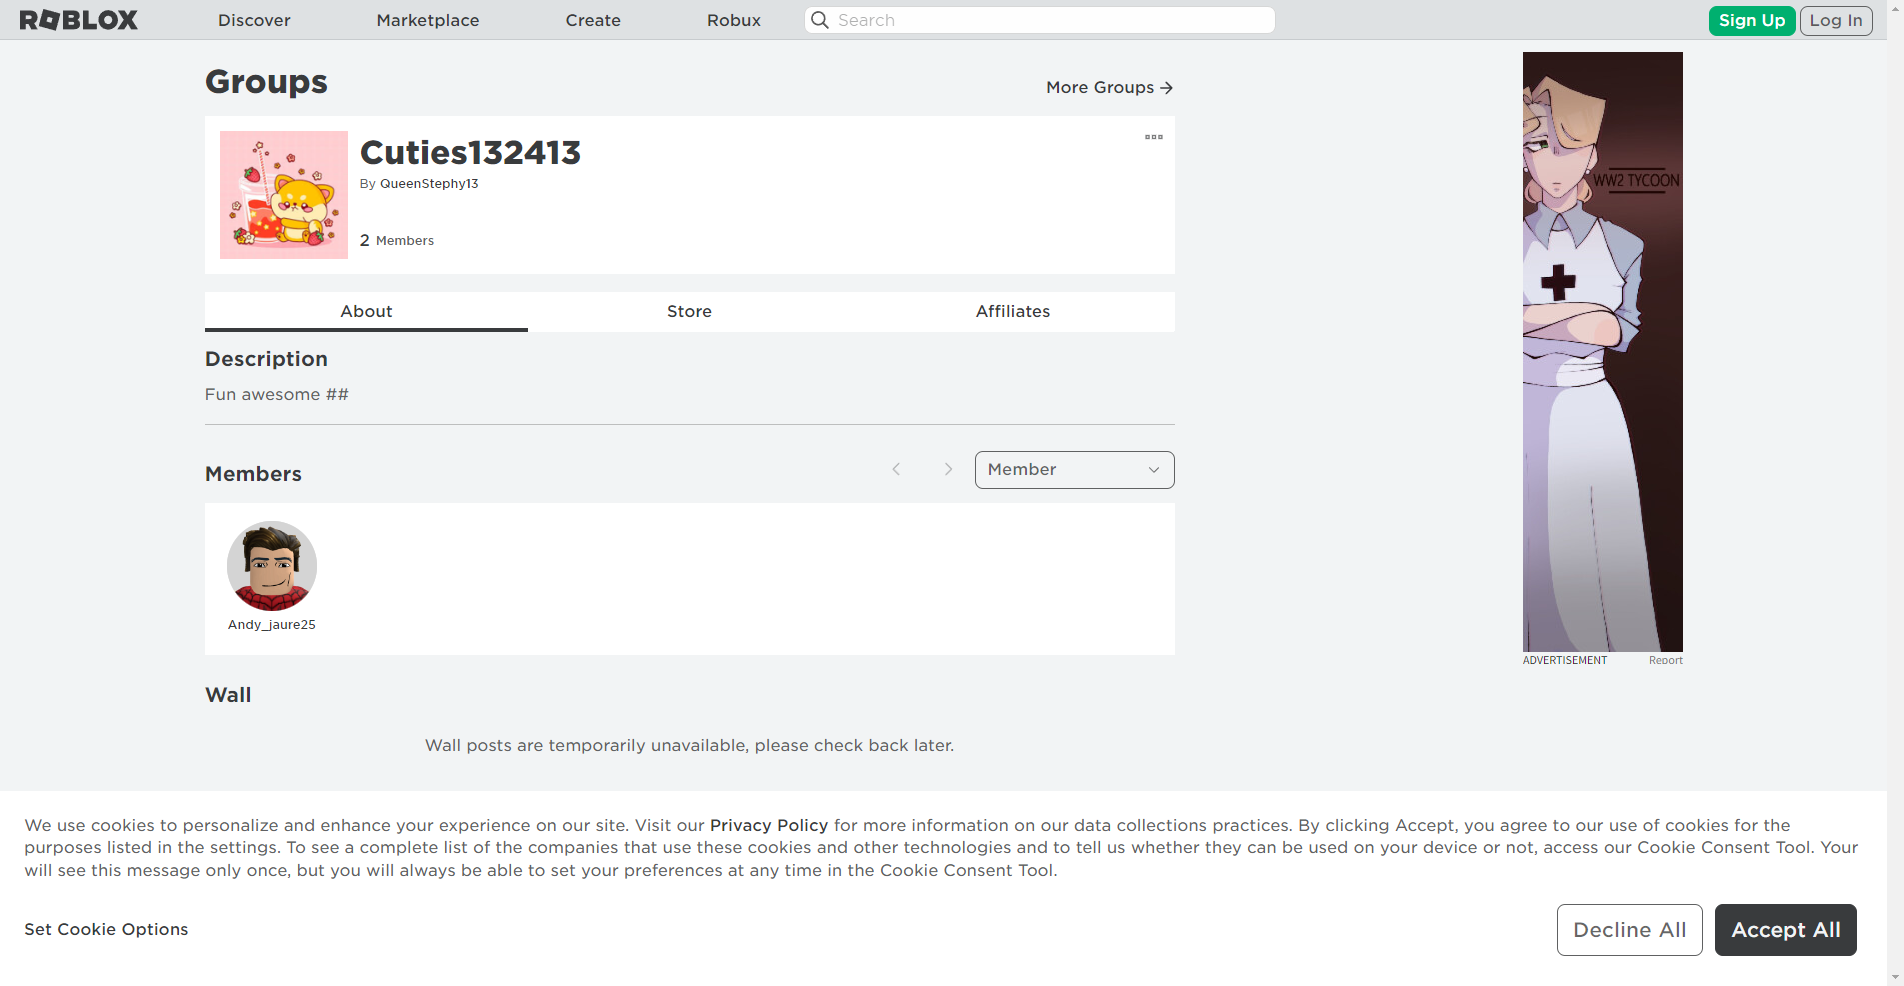 ROBLOX Discover Marketplace Create Robux Search Sign Up Log In
Groups
More Groups
Cuties132413
By QueenStephy13
2 Members
About Store Affiliates
Description
Fun awesome ##
Members
Member
Andy_jaure25
Wall
Wall posts are temporarily unavailable, please check back later.
WW2 TYCOON
ADVERTISEMENT Report
We use cookies to personalize and enhance your experience on our site. Visit our Privacy Policy for more information on our data collections practices. By clicking Accept, you agree to our use of cookies for the
purposes listed in the settings. To see a complete list of the companies that use these cookies and other technologies and to tell us whether they can be used on your device or not, access our Cookie Consent Tool. Your
will see this message only once, but you will always be able to set your preferences at any time in the Cookie Consent Tool.
Set Cookie Options
Decline All
Accept All